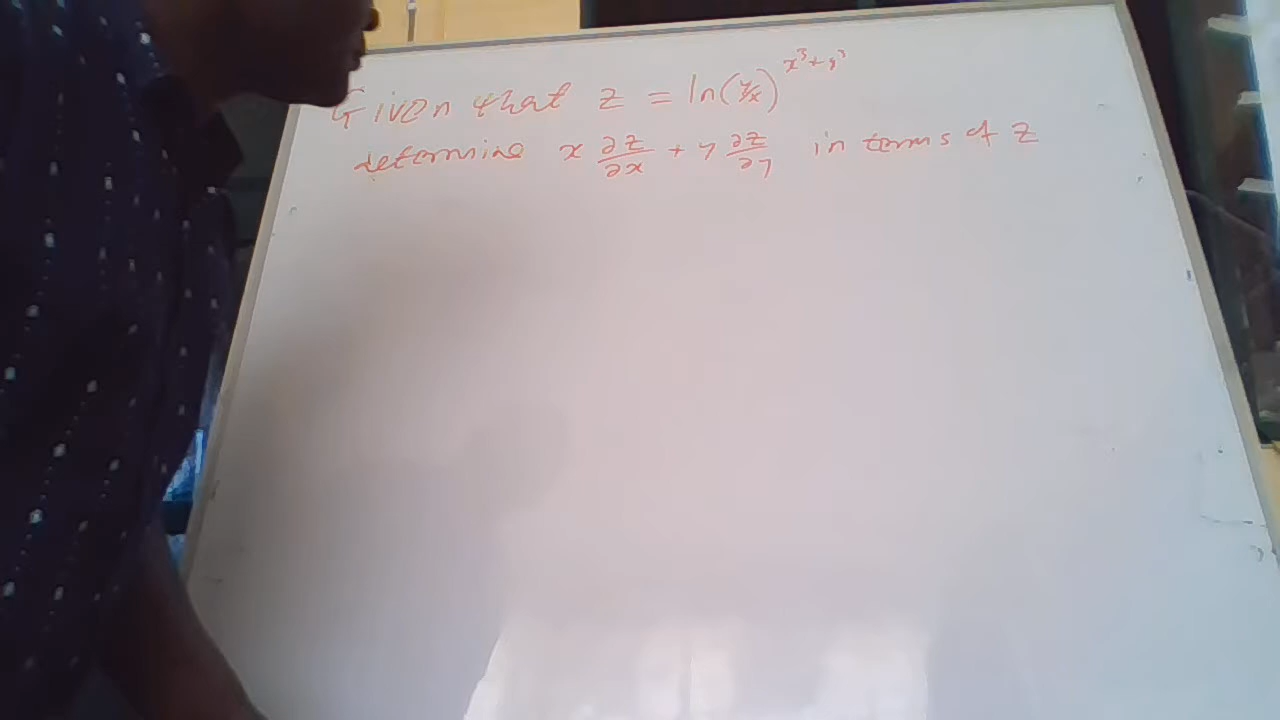 Given that z = ln(y/x)^{x³+y³}
determine x ∂z/∂x + y ∂z/∂y in terms of z